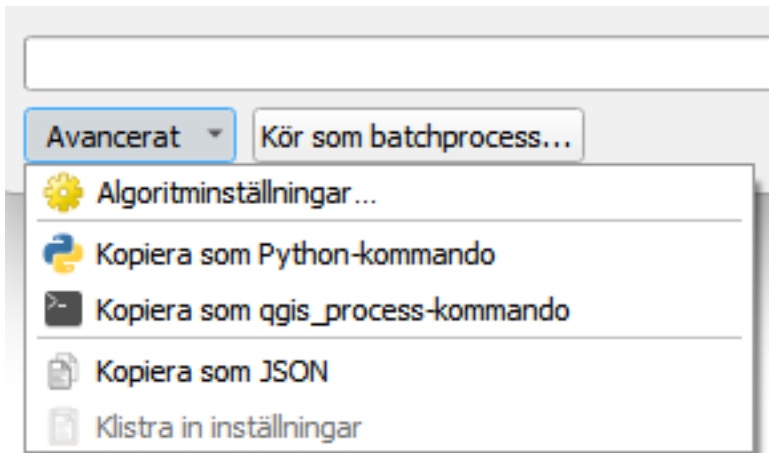 Avancerat
Kör som batchprocess...
Algoritminställningar...
Kopiera som Python-kommando
Kopiera som qgis_process-kommando
Kopiera som JSON
Klistra in inställningar